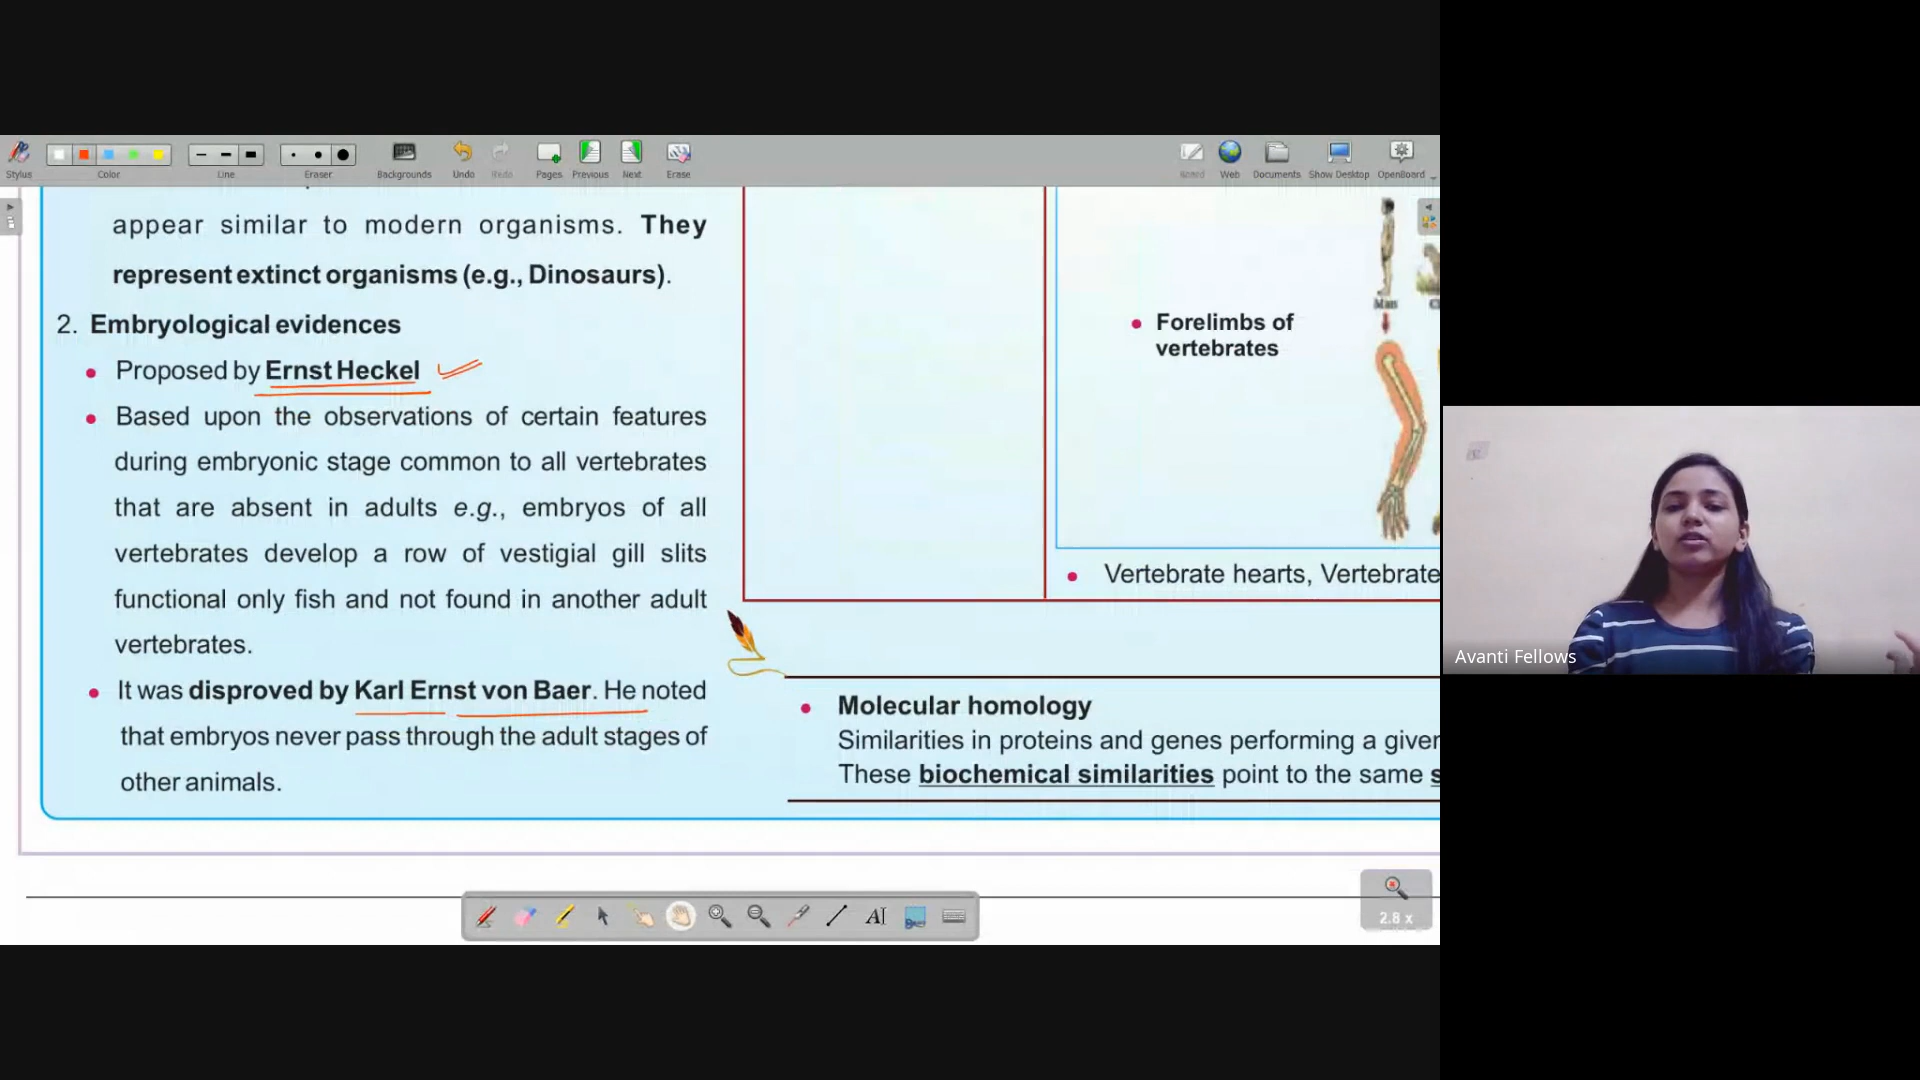 Stylus
Color
Line
Eraser
Backgrounds
Undo
Redo
Pages
Previous
Next
Erase
Board
Web
Documents
Show Desktop
OpenBoard
appear similar to modern organisms. They
represent extinct organisms (e.g., Dinosaurs).
2. Embryological evidences
• Proposed by Ernst Heckel
• Based upon the observations of certain features
during embryonic stage common to all vertebrates
that are absent in adults e.g., embryos of all
vertebrates develop a row of vestigial gill slits
functional only fish and not found in another adult
vertebrates.
• It was disproved by Karl Ernst von Baer. He noted
that embryos never pass through the adult stages of
other animals.
Man
• Forelimbs of
vertebrates
• Vertebrate hearts, Vertebrate
• Molecular homology
Similarities in proteins and genes performing a given
These biochemical similarities point to the same s
AI
2.8 x
Avanti Fellows